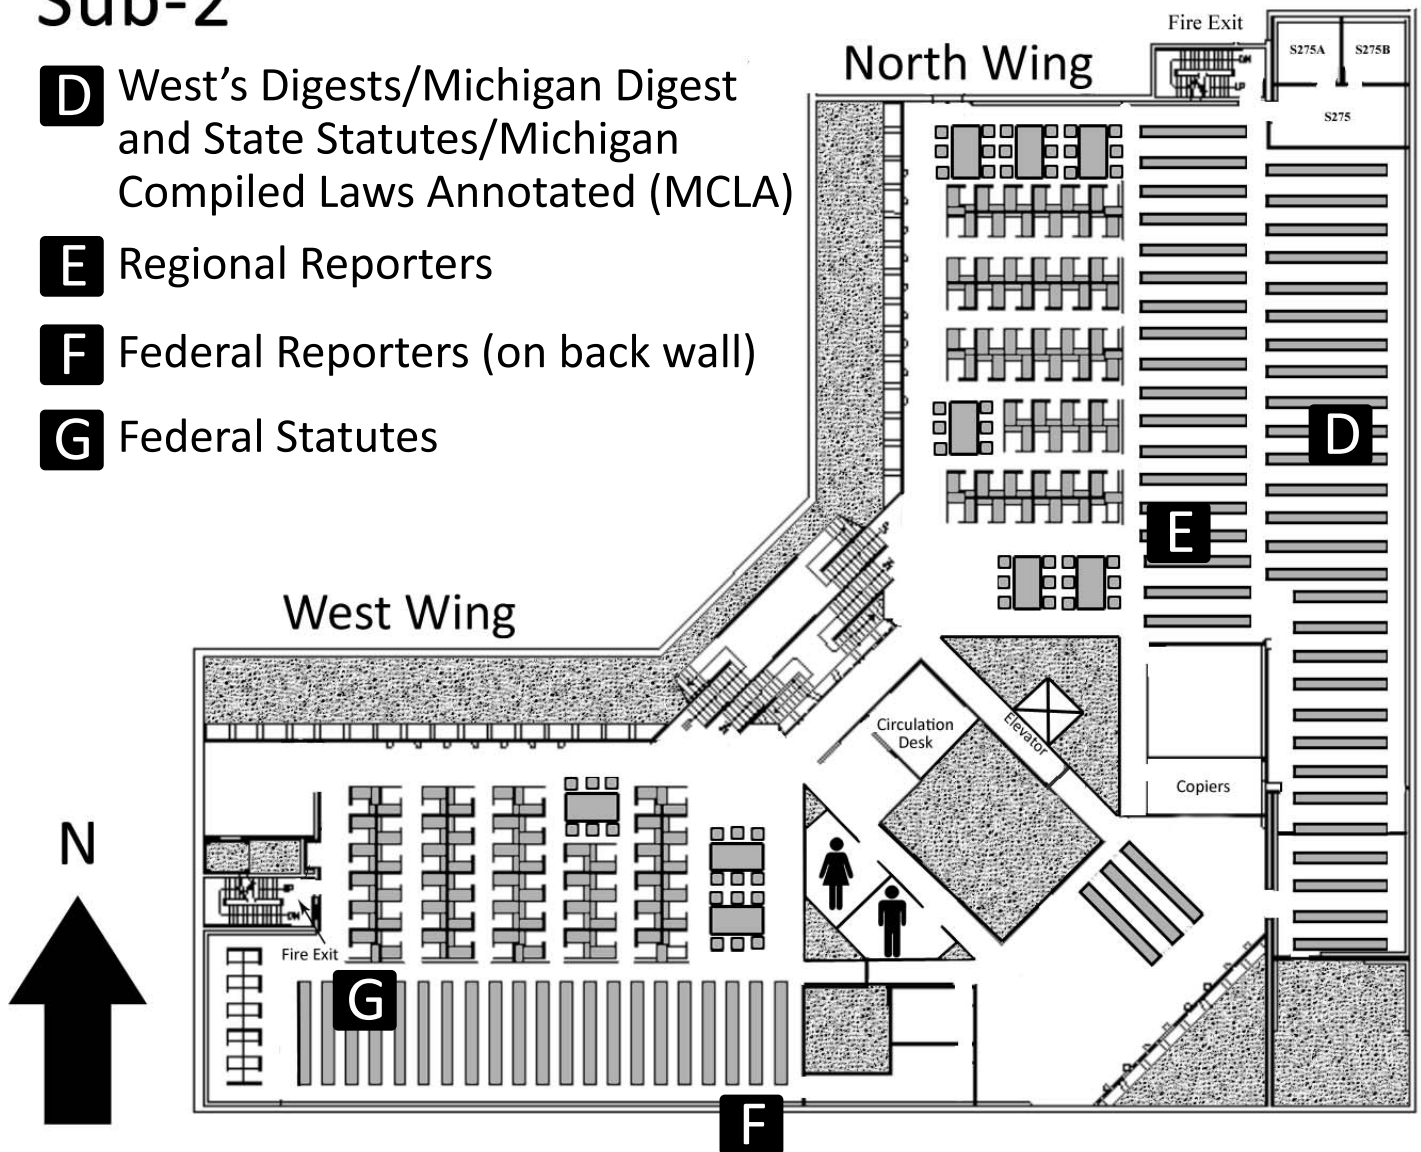 Sub-2
D West's Digests/Michigan Digest
and State Statutes/Michigan
Compiled Laws Annotated (MCLA)
E Regional Reporters
F Federal Reporters (on back wall)
G Federal Statutes
North Wing
Fire Exit
S275A
S275B
S275
D
E
West Wing
Circulation
Desk
Elevator
Copiers
N
Fire Exit
G
F